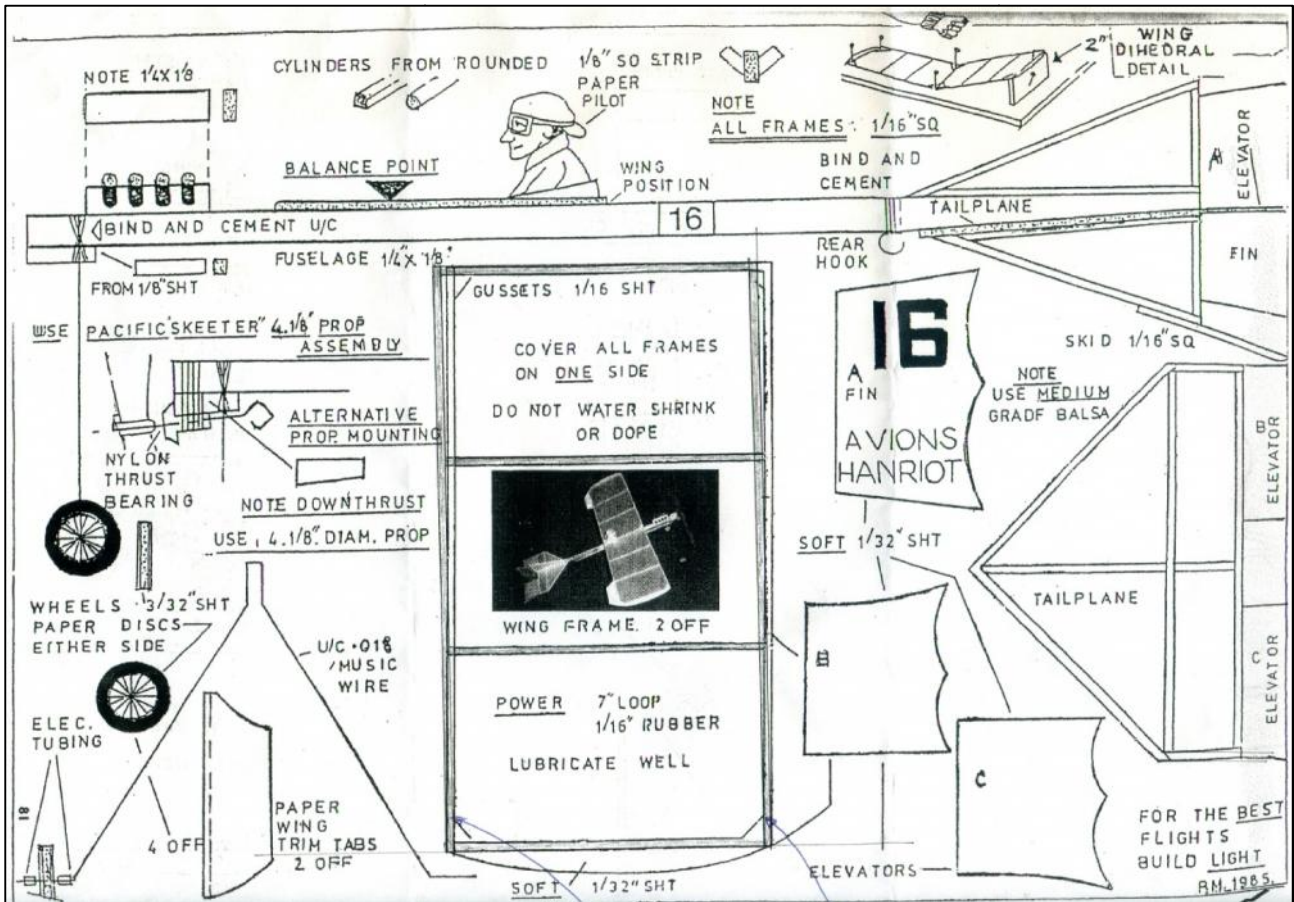 NOTE 1/4X1/8
CYLINDERS FROM ROUNDED
1/8" SQ STRIP
PAPER
PILOT
NOTE
ALL FRAMES. 1/16"SQ
2"
WING
DIHEDRAL
DETAIL
BALANCE POINT
WING
POSITION
BIND AND
CEMENT
A
ELEVATOR
BIND AND CEMENT U/C
16
TAILPLANE
FROM 1/8"SHT
FUSELAGE 1/4"X 1/8"
REAR
HOOK
FIN
USE PACIFIC "SKEETER" 4.1/8" PROP
ASSEMBLY
GUSSETS 1/16 SHT
COVER ALL FRAMES
ON ONE SIDE
DO NOT WATER SHRINK
OR DOPE
16
A
FIN
AVIONS
HANRIOT
SKID 1/16"SQ
NOTE
USE MEDIUM
GRADE BALSA
ALTERNATIVE
PROP. MOUNTING
NYLON
THRUST
BEARING
NOTE DOWNTHRUST
USE, 4.1/8". DIAM. PROP
B
ELEVATOR
SOFT 1/32" SHT
WHEELS 3/32"SHT
PAPER DISCS
EITHER SIDE
WING FRAME. 2 OFF
TAILPLANE
U/C .018
MUSIC
WIRE
B
C
ELEVATOR
POWER 7" LOOP
1/16" RUBBER
LUBRICATE WELL
ELEC.
TUBING
C
81
4 OFF
PAPER
WING
TRIM TABS
2 OFF
SOFT 1/32" SHT
ELEVATORS
FOR THE BEST
FLIGHTS
BUILD LIGHT
R.M. 1985.